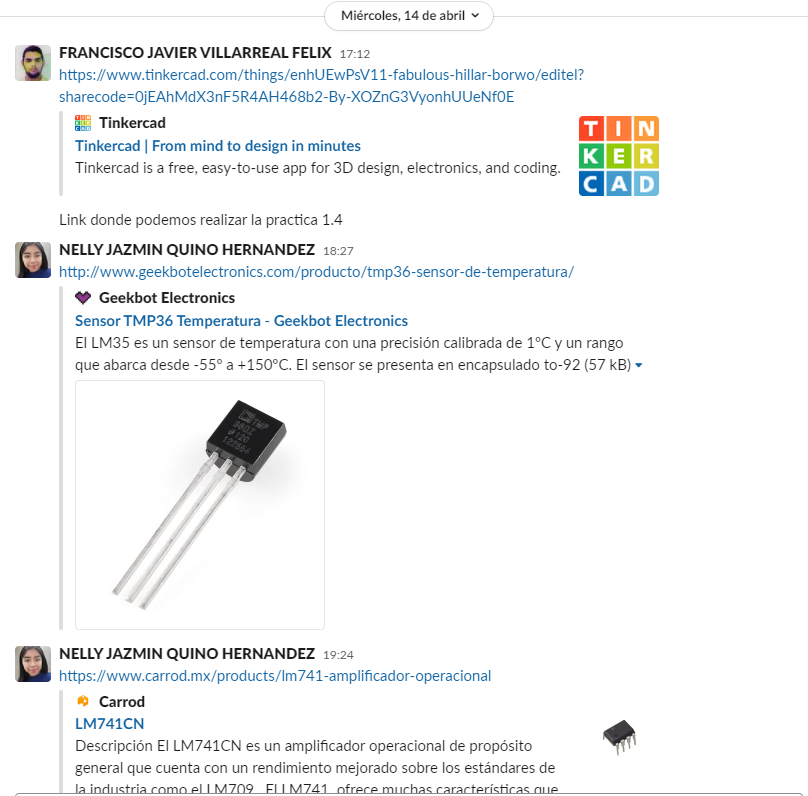 Miércoles, 14 de abril
FRANCISCO JAVIER VILLARREAL FELIX 17:12
https://www.tinkercad.com/things/enhUEwPsV11-fabulous-hillar-borwo/editel?
sharecode=0jEAhMdX3nF5R4AH468b2-By-XOZnG3VyonhUUeNf0E
Tinkercad
Tinkercad | From mind to design in minutes
Tinkercad is a free, easy-to-use app for 3D design, electronics, and coding.
TIN
KER
CAD
Link donde podemos realizar la practica 1.4
NELLY JAZMIN QUINO HERNANDEZ 18:27
http://www.geekbotelectronics.com/producto/tmp36-sensor-de-temperatura/
Geekbot Electronics
Sensor TMP36 Temperatura - Geekbot Electronics
El LM35 es un sensor de temperatura con una precisión calibrada de 1ºC y un rango
que abarca desde -55º a +150ºC. El sensor se presenta en encapsulado to-92 (57 kB)
TMP
36GZ
#120
NELLY JAZMIN QUINO HERNANDEZ 19:24
https://www.carrod.mx/products/lm741-amplificador-operacional
Carrod
LM741CN
Descripción El LM741CN es un amplificador operacional de propósito
general que cuenta con un rendimiento mejorado sobre los estándares de
la industria como el LM709. El LM741 ofrece muchas características que